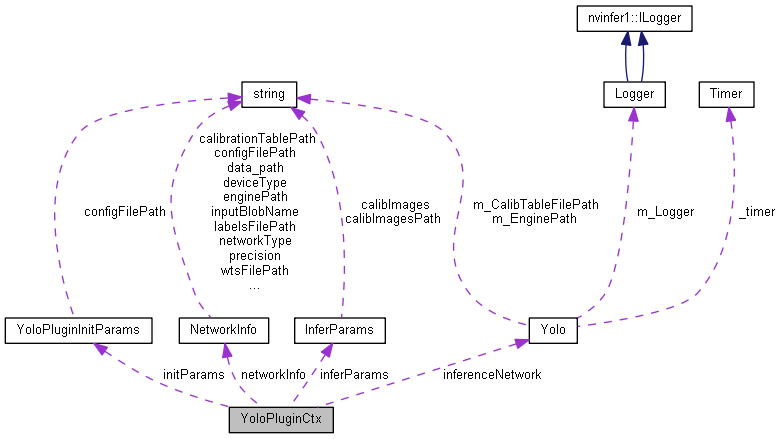 nvinfer1::ILogger
string
Logger
Timer
calibrationTablePath
configFilePath
data_path
deviceType
enginePath
inputBlobName
labelsFilePath
networkType
precision
wtsFilePath
...
configFilePath
calibImages
calibImagesPath
m_CalibTableFilePath
m_EnginePath
m_Logger
_timer
YoloPluginInitParams
NetworkInfo
InferParams
Yolo
initParams
networkInfo
inferParams
inferenceNetwork
YoloPluginCtx